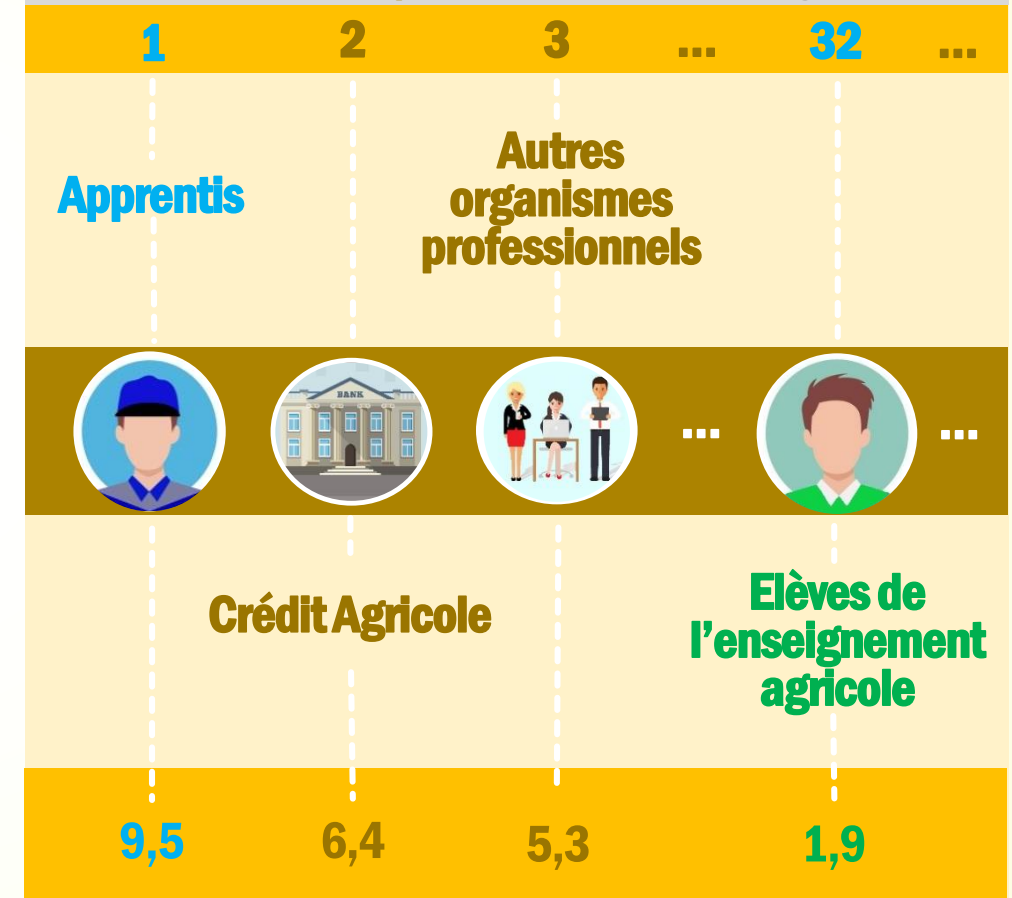 1 2 3 ... 32 ...
Apprentis
Autres
organismes
professionnels
BANK
... ...
Crédit Agricole
Elèves de
l’enseignement
agricole
9,5 6,4 5,3 1,9